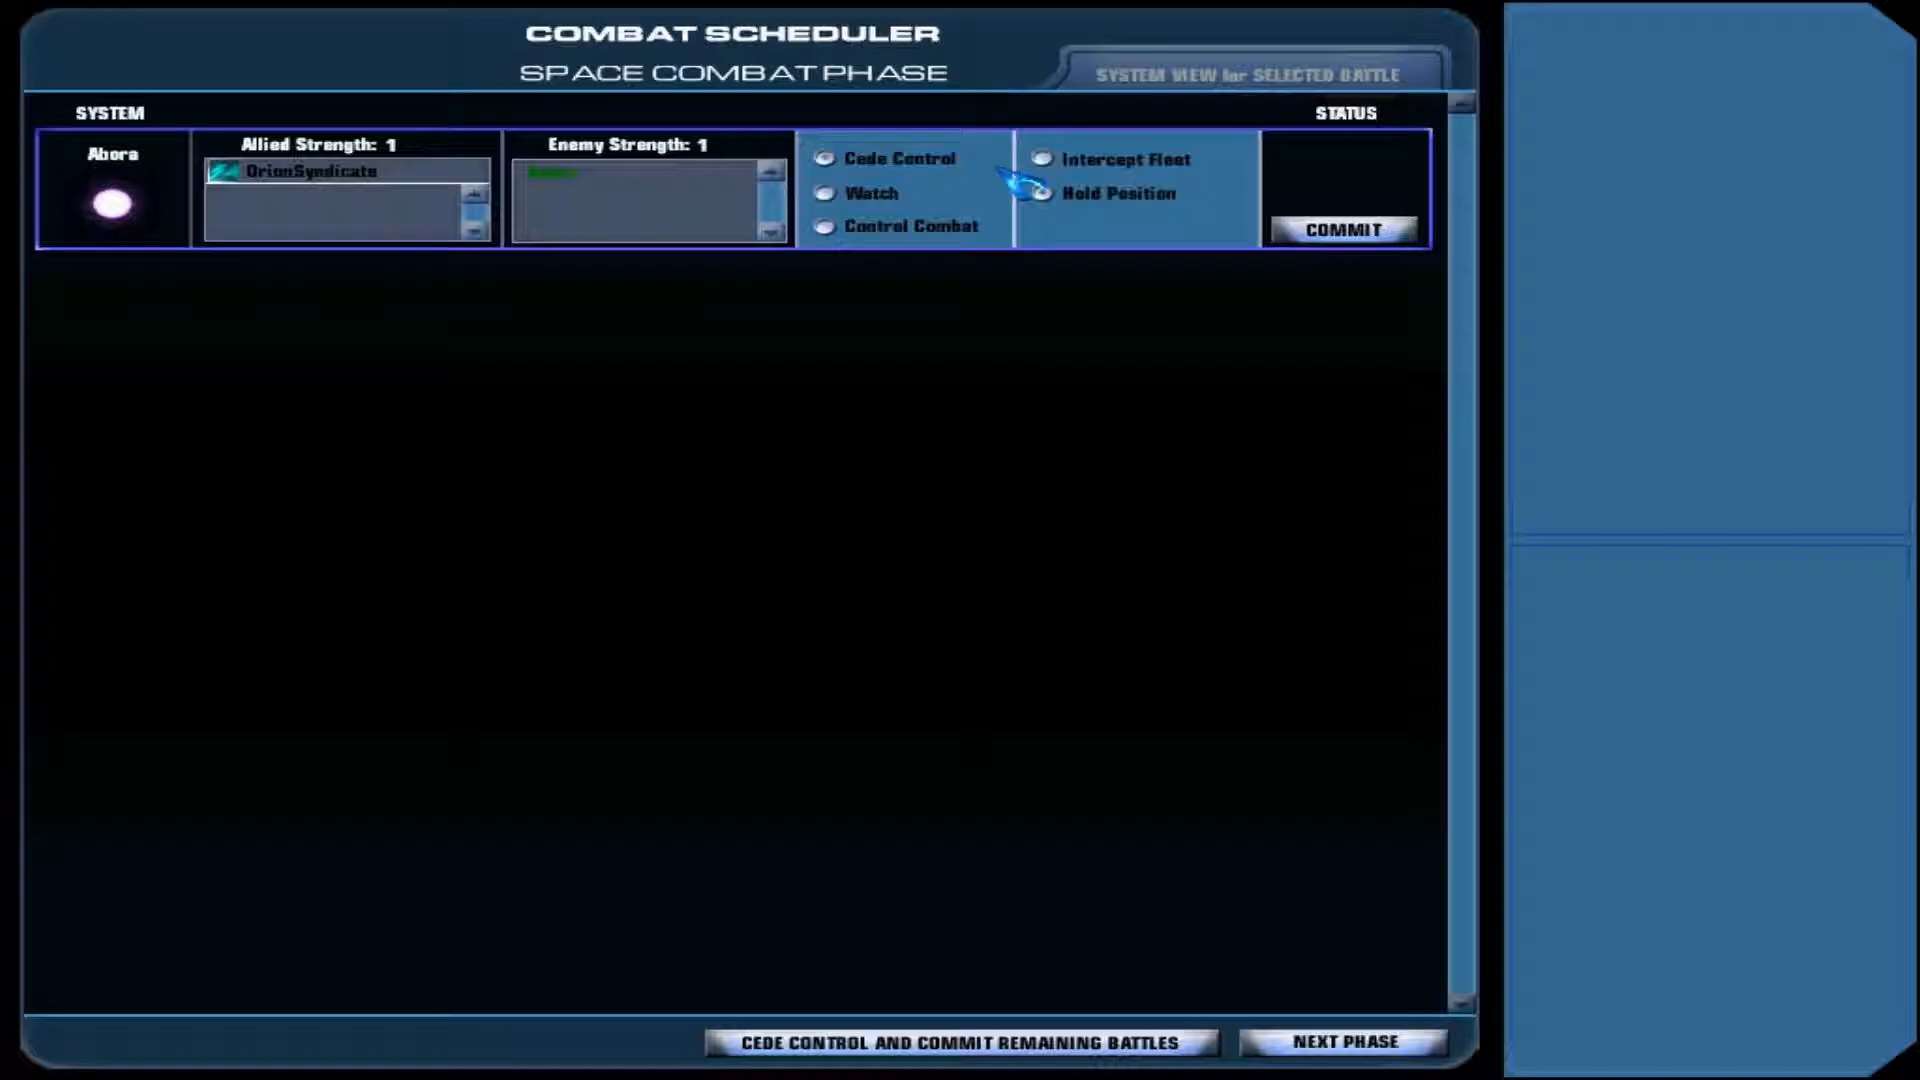 COMBAT SCHEDULER
SPACE COMBAT PHASE
SYSTEM VIEW for SELECTED BATTLE
SYSTEM
STATUS
Abora
Allied Strength: 1
OrionSyndicate
Enemy Strength: 1
Cede Control
Watch
Control Combat
Intercept Fleet
Hold Position
COMMIT
CEDE CONTROL AND COMMIT REMAINING BATTLES
NEXT PHASE